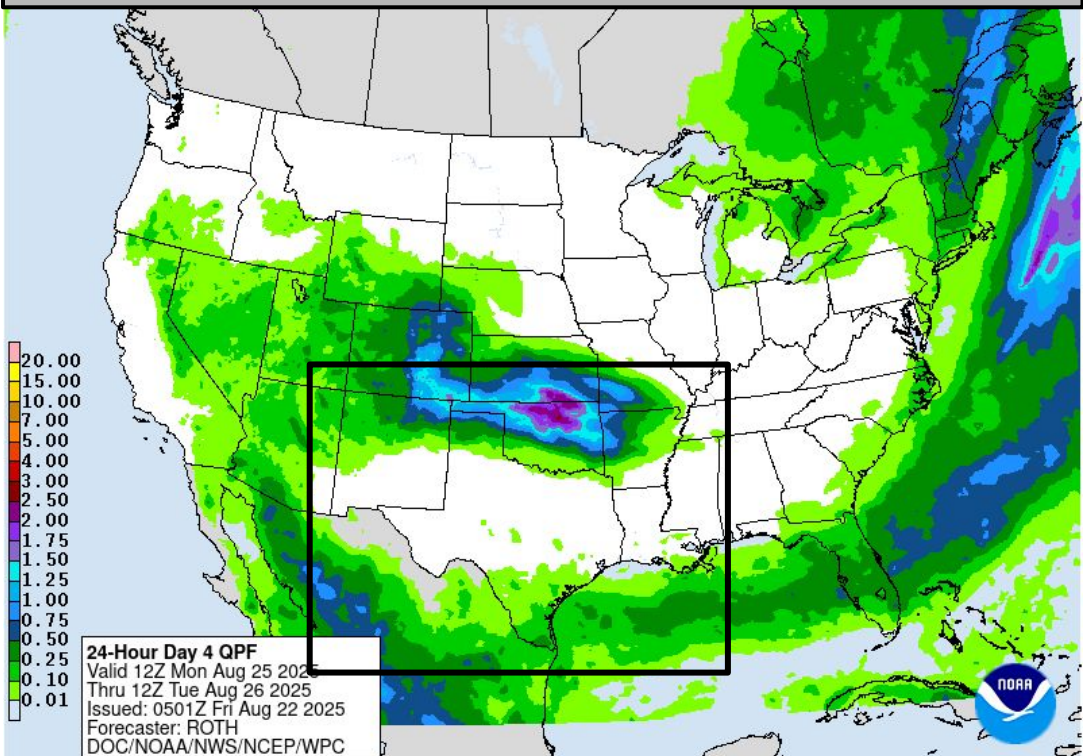 20.00
15.00
10.00
7.00
5.00
4.00
3.00
2.50
2.00
1.75
1.50
1.25
1.00
0.75
0.50
0.25
0.10
0.01
24-Hour Day 4 QPF
Valid 12Z Mon Aug 25 2025
Thru 12Z Tue Aug 26 2025
Issued: 0501Z Fri Aug 22 2025
Forecaster: ROTH
DOC/NOAA/NWS/NCEP/WPC
NOAA